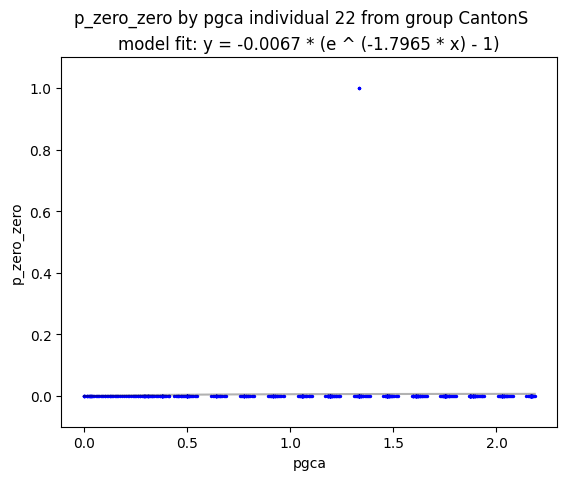 p_zero_zero by pgca individual 22 from group CantonS
model fit: y = -0.0067 * (e ^ (-1.7965 * x) - 1)
1.0
0.8
0.6
0.4
0.2
0.0
p_zero_zero
0.0 0.5 1.0 1.5 2.0
pgca